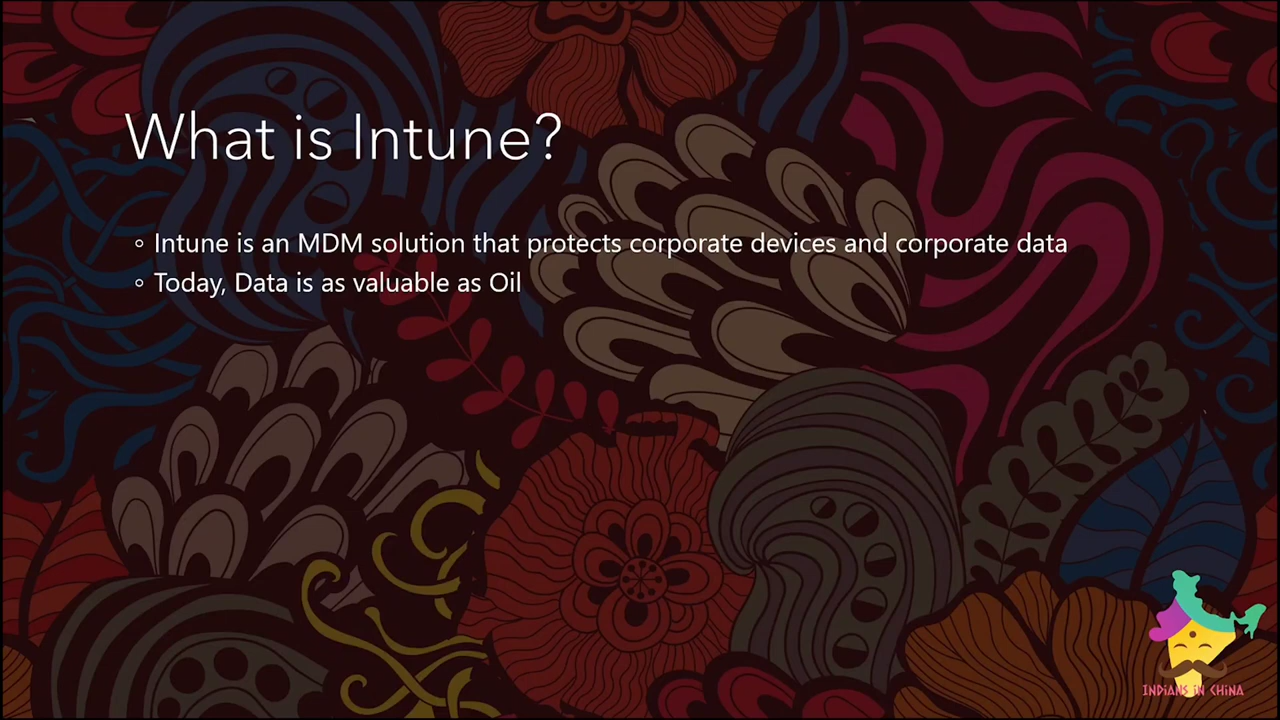 What is Intune?
Intune is an MDM solution that protects corporate devices and corporate data
Today, Data is as valuable as Oil
INDIANS IN CHINA